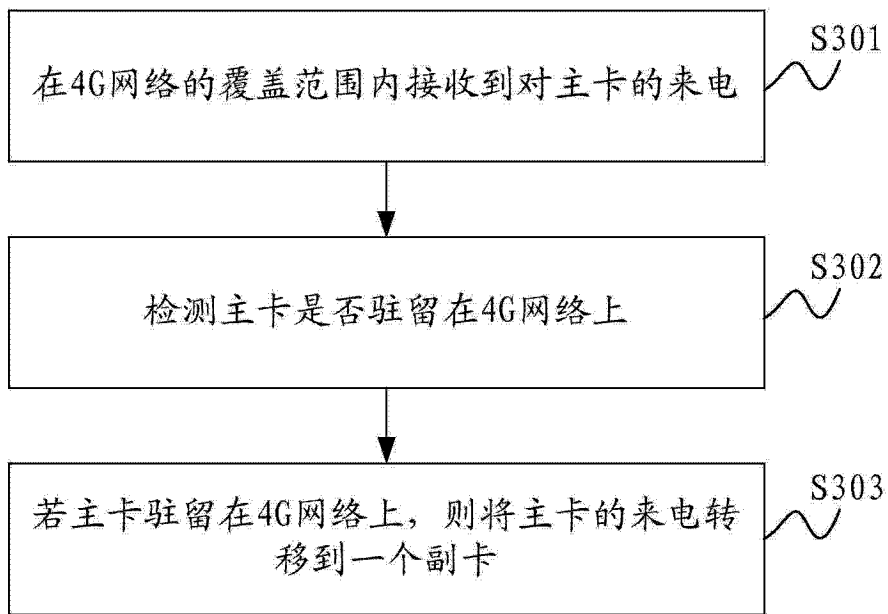 S301
在4G网络的覆盖范围内接收到对主卡的来电
S302
检测主卡是否驻留在4G网络上
S303
若主卡驻留在4G网络上，则将主卡的来电转
移到一个副卡